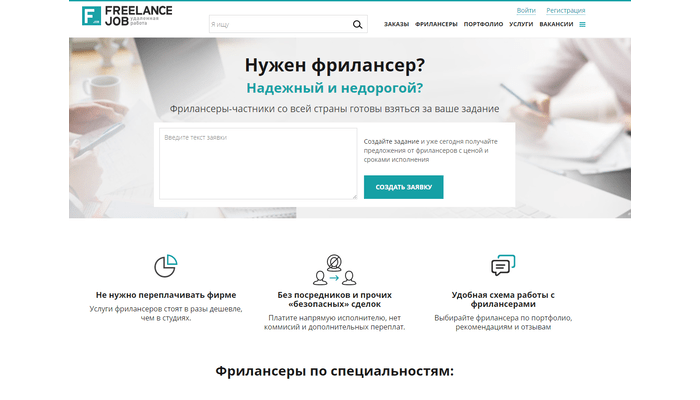 FREELANCE
JOB удаленная
работа
Войти Регистрация
Я ищу
ЗАКАЗЫ ФРИЛАНСЕРЫ ПОРТФОЛИО УСЛУГИ ВАКАНСИИ
Нужен фрилансер?
Надежный и недорогой?
Фрилансеры-частники со всей страны готовы взяться за ваше задание
Введите текст заявки
Создайте задание и уже сегодня получайте
предложения от фрилансеров с ценой и
сроками исполнения
СОЗДАТЬ ЗАЯВКУ
Не нужно переплачивать фирме
Услуги фрилансеров стоят в разы дешевле,
чем в студиях.
Без посредников и прочих
«безопасных» сделок
Платите напрямую исполнителю, нет
коммисий и дополнительных переплат.
Удобная схема работы с
фрилансерами
Выбирайте фрилансера по портфолио,
рекомендациям и отзывам
Фрилансеры по специальностям: